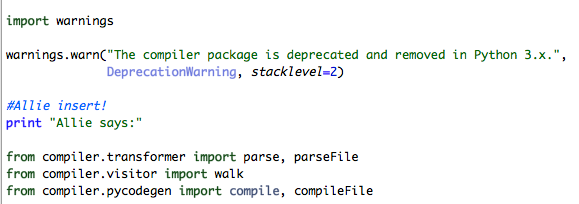 import warnings
warnings.warn("The compiler package is deprecated and removed in Python 3.x.",
DeprecationWarning, stacklevel=2)
#Allie insert!
print "Allie says:"
from compiler.transformer import parse, parseFile
from compiler.visitor import walk
from compiler.pycodegen import compile, compileFile